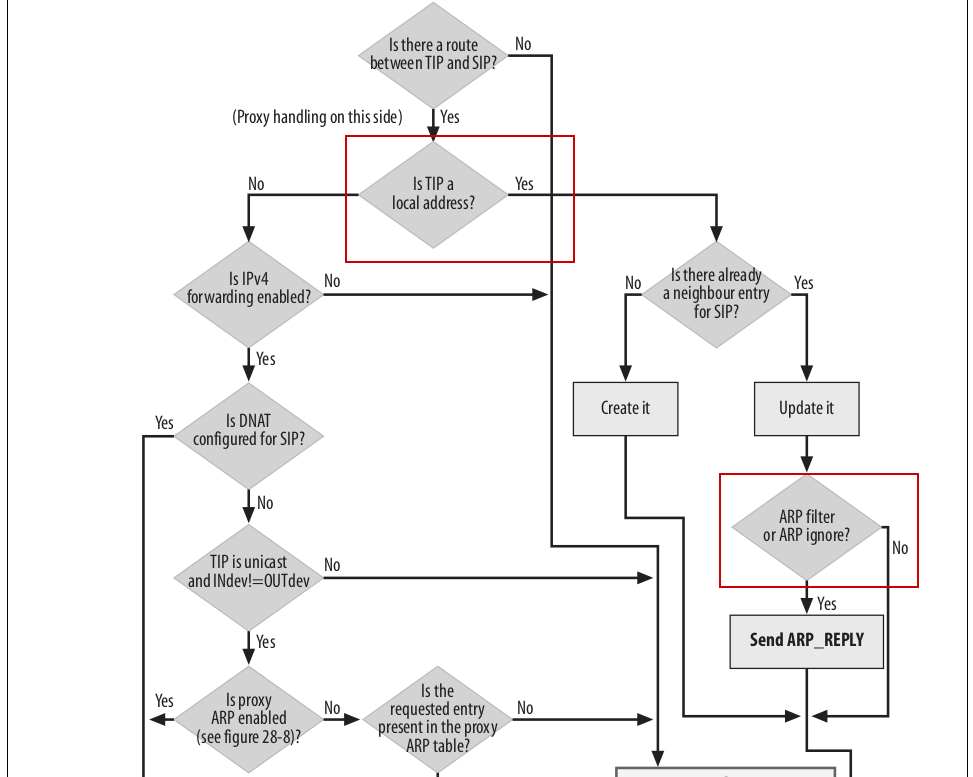 Is there a route
between TIP and SIP?
No
(Proxy handling on this side)
Yes
Is TIP a
local address?
No
Yes
Is IPv4
forwarding enabled?
No
Yes
Is there already
a neighbour entry
for SIP?
No
Yes
Create it
Update it
Is DNAT
configured for SIP?
Yes
No
ARP filter
or ARP ignore?
No
Yes
Send ARP_REPLY
TIP is unicast
and INdev!=OUTdev
No
Yes
Is proxy
ARP enabled
(see figure 28-8)?
Yes
No
Is the
requested entry
present in the proxy
ARP table?
No